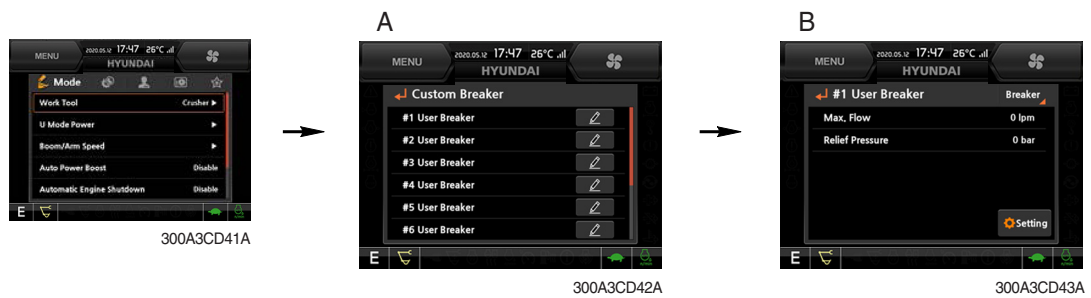 A
B
MENU
2020.05.12 17:47 26°C
HYUNDAI
Mode
Work Tool Crusher ▶
U Mode Power ▶
Boom/Arm Speed ▶
Auto Power Boost Disable
Automatic Engine Shutdown Disable
E
300A3CD41A
MENU
2020.05.12 17:47 26°C
HYUNDAI
Custom Breaker
#1 User Breaker
#2 User Breaker
#3 User Breaker
#4 User Breaker
#5 User Breaker
#6 User Breaker
E
300A3CD42A
MENU
2020.05.12 17:47 26°C
HYUNDAI
#1 User Breaker Breaker
Max. Flow 0 lpm
Relief Pressure 0 bar
Setting
E
300A3CD43A